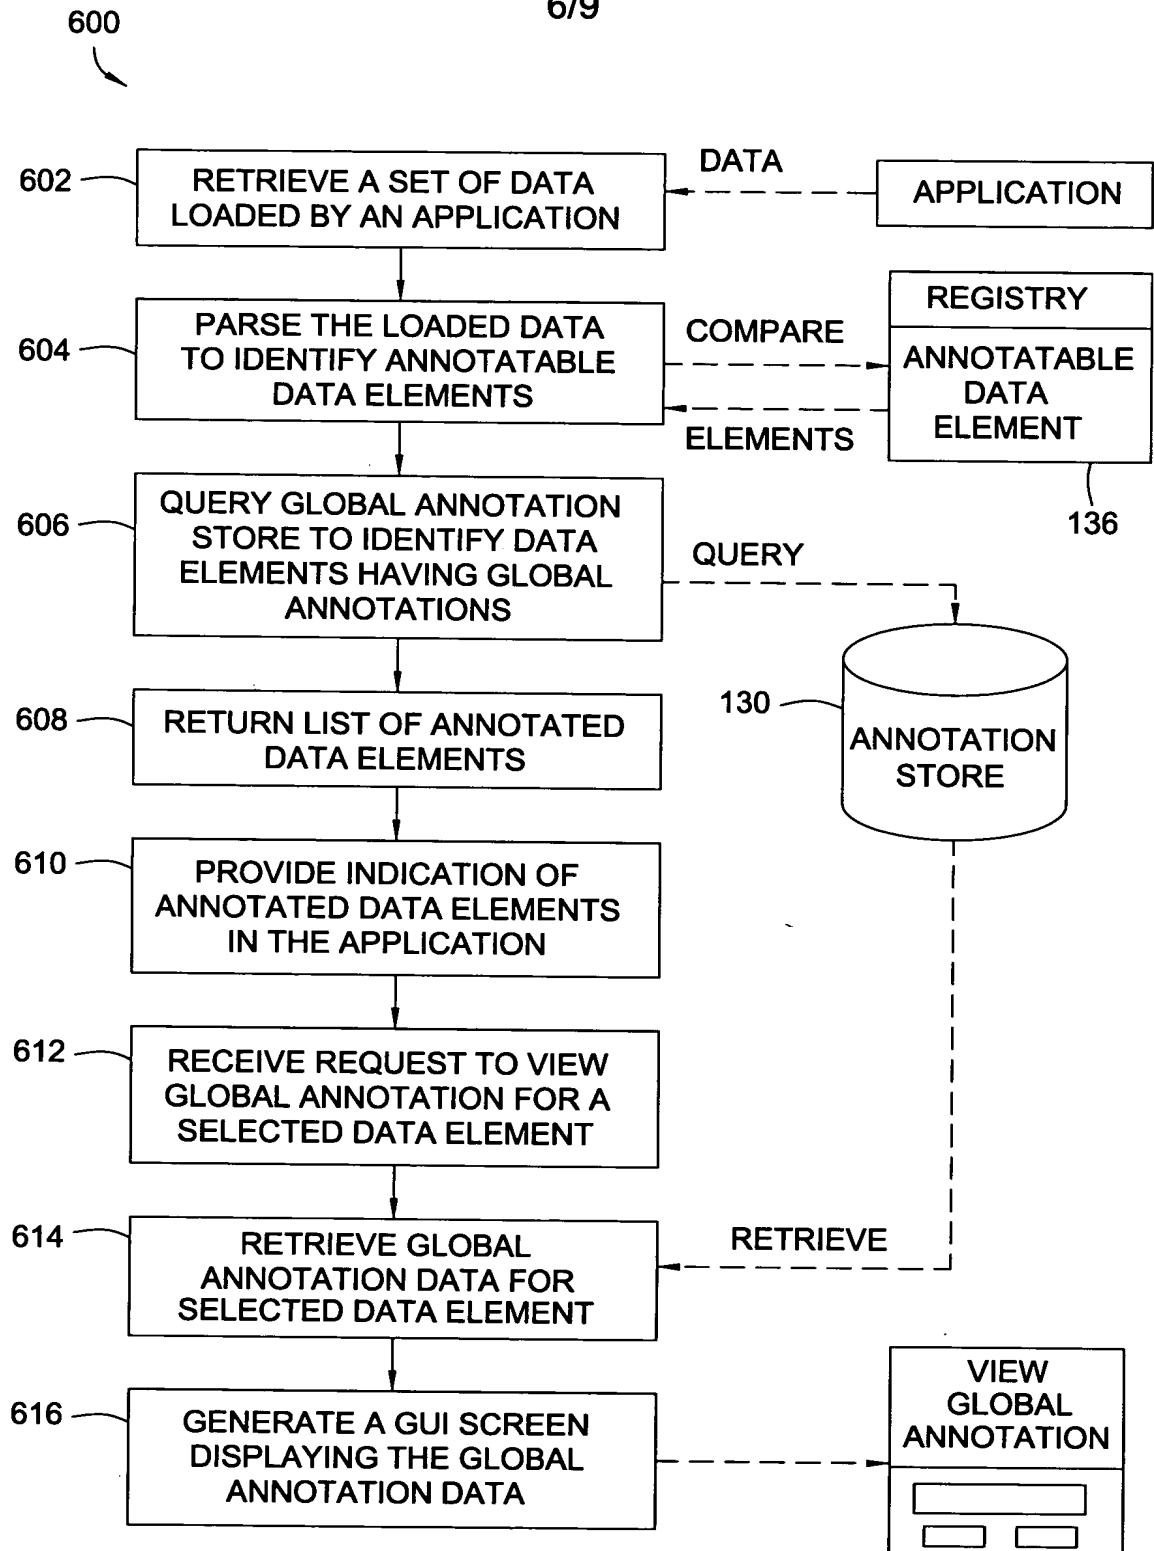 6/9
600
602
RETRIEVE A SET OF DATA
LOADED BY AN APPLICATION
DATA
APPLICATION
604
PARSE THE LOADED DATA
TO IDENTIFY ANNOTATABLE
DATA ELEMENTS
COMPARE
ELEMENTS
REGISTRY
ANNOTATABLE
DATA
ELEMENT
136
606
QUERY GLOBAL ANNOTATION
STORE TO IDENTIFY DATA
ELEMENTS HAVING GLOBAL
ANNOTATIONS
QUERY
608
RETURN LIST OF ANNOTATED
DATA ELEMENTS
130
ANNOTATION
STORE
610
PROVIDE INDICATION OF
ANNOTATED DATA ELEMENTS
IN THE APPLICATION
612
RECEIVE REQUEST TO VIEW
GLOBAL ANNOTATION FOR A
SELECTED DATA ELEMENT
614
RETRIEVE GLOBAL
ANNOTATION DATA FOR
SELECTED DATA ELEMENT
RETRIEVE
616
GENERATE A GUI SCREEN
DISPLAYING THE GLOBAL
ANNOTATION DATA
VIEW
GLOBAL
ANNOTATION